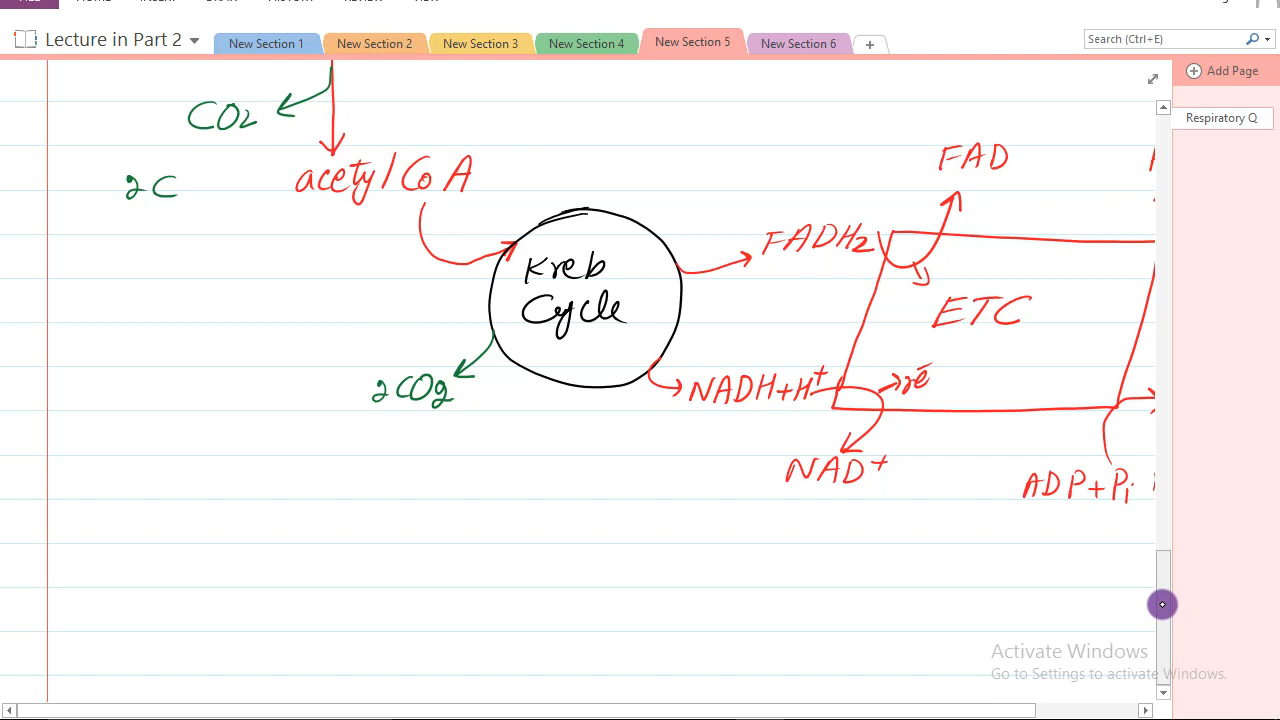 Lecture in Part 2
New Section 1
New Section 2
New Section 3
New Section 4
New Section 5
New Section 6
+
Search (Ctrl+E)
Add Page
Respiratory Q
CO2
2C
acetyl CoA
Kreb
Cycle
2CO2
FADH2
FAD
ETC
NADH+H+
2ē
NAD+
ADP+Pi
Activate Windows
Go to Settings to activate Windows.